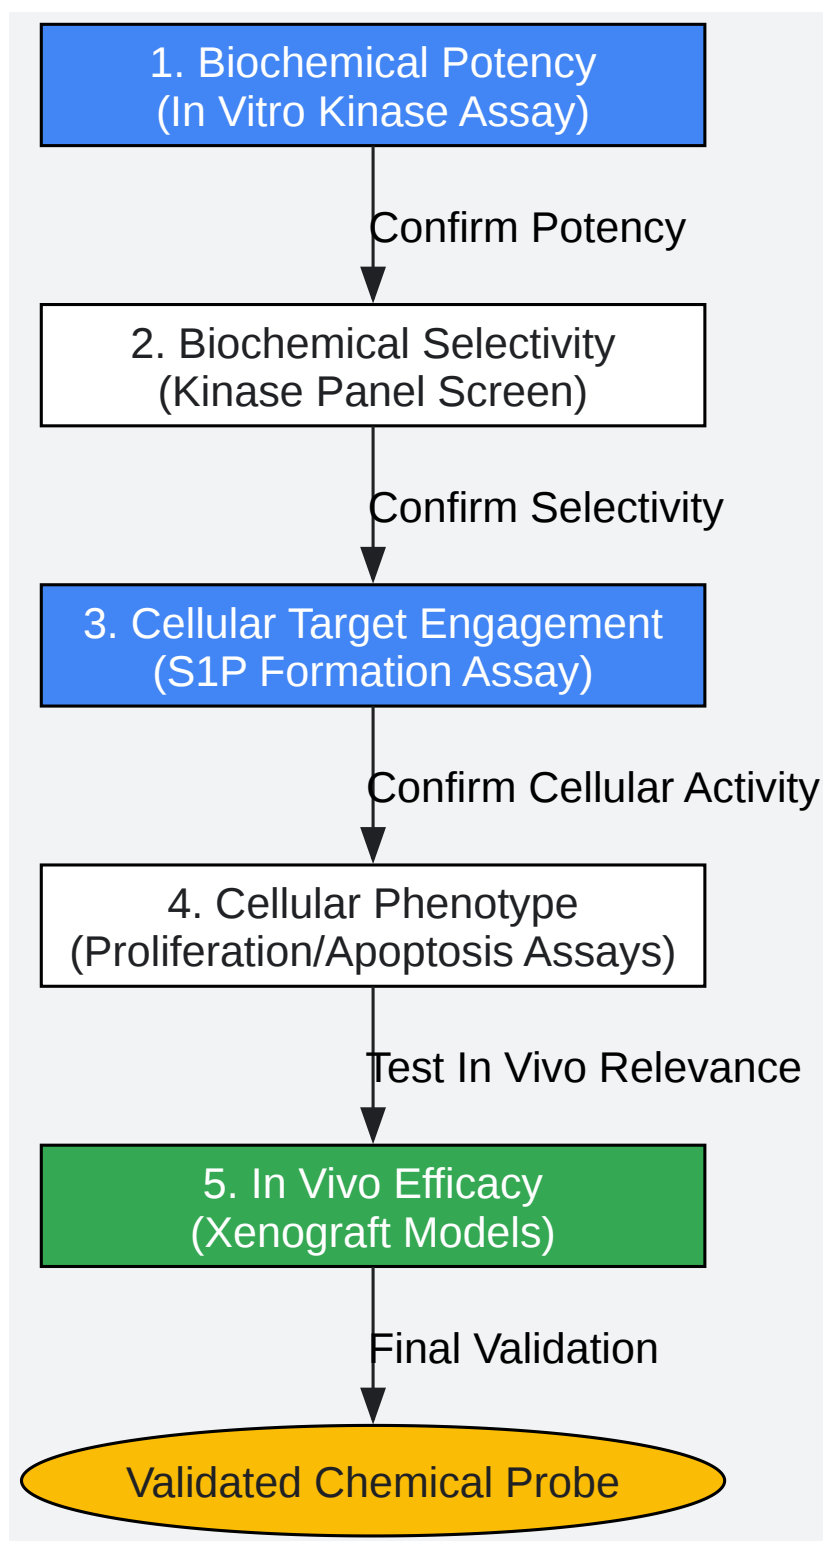 1. Biochemical Potency
(In Vitro Kinase Assay)
Confirm Potency
2. Biochemical Selectivity
(Kinase Panel Screen)
Confirm Selectivity
3. Cellular Target Engagement
(S1P Formation Assay)
Confirm Cellular Activity
4. Cellular Phenotype
(Proliferation/Apoptosis Assays)
Test In Vivo Relevance
5. In Vivo Efficacy
(Xenograft Models)
Final Validation
Validated Chemical Probe